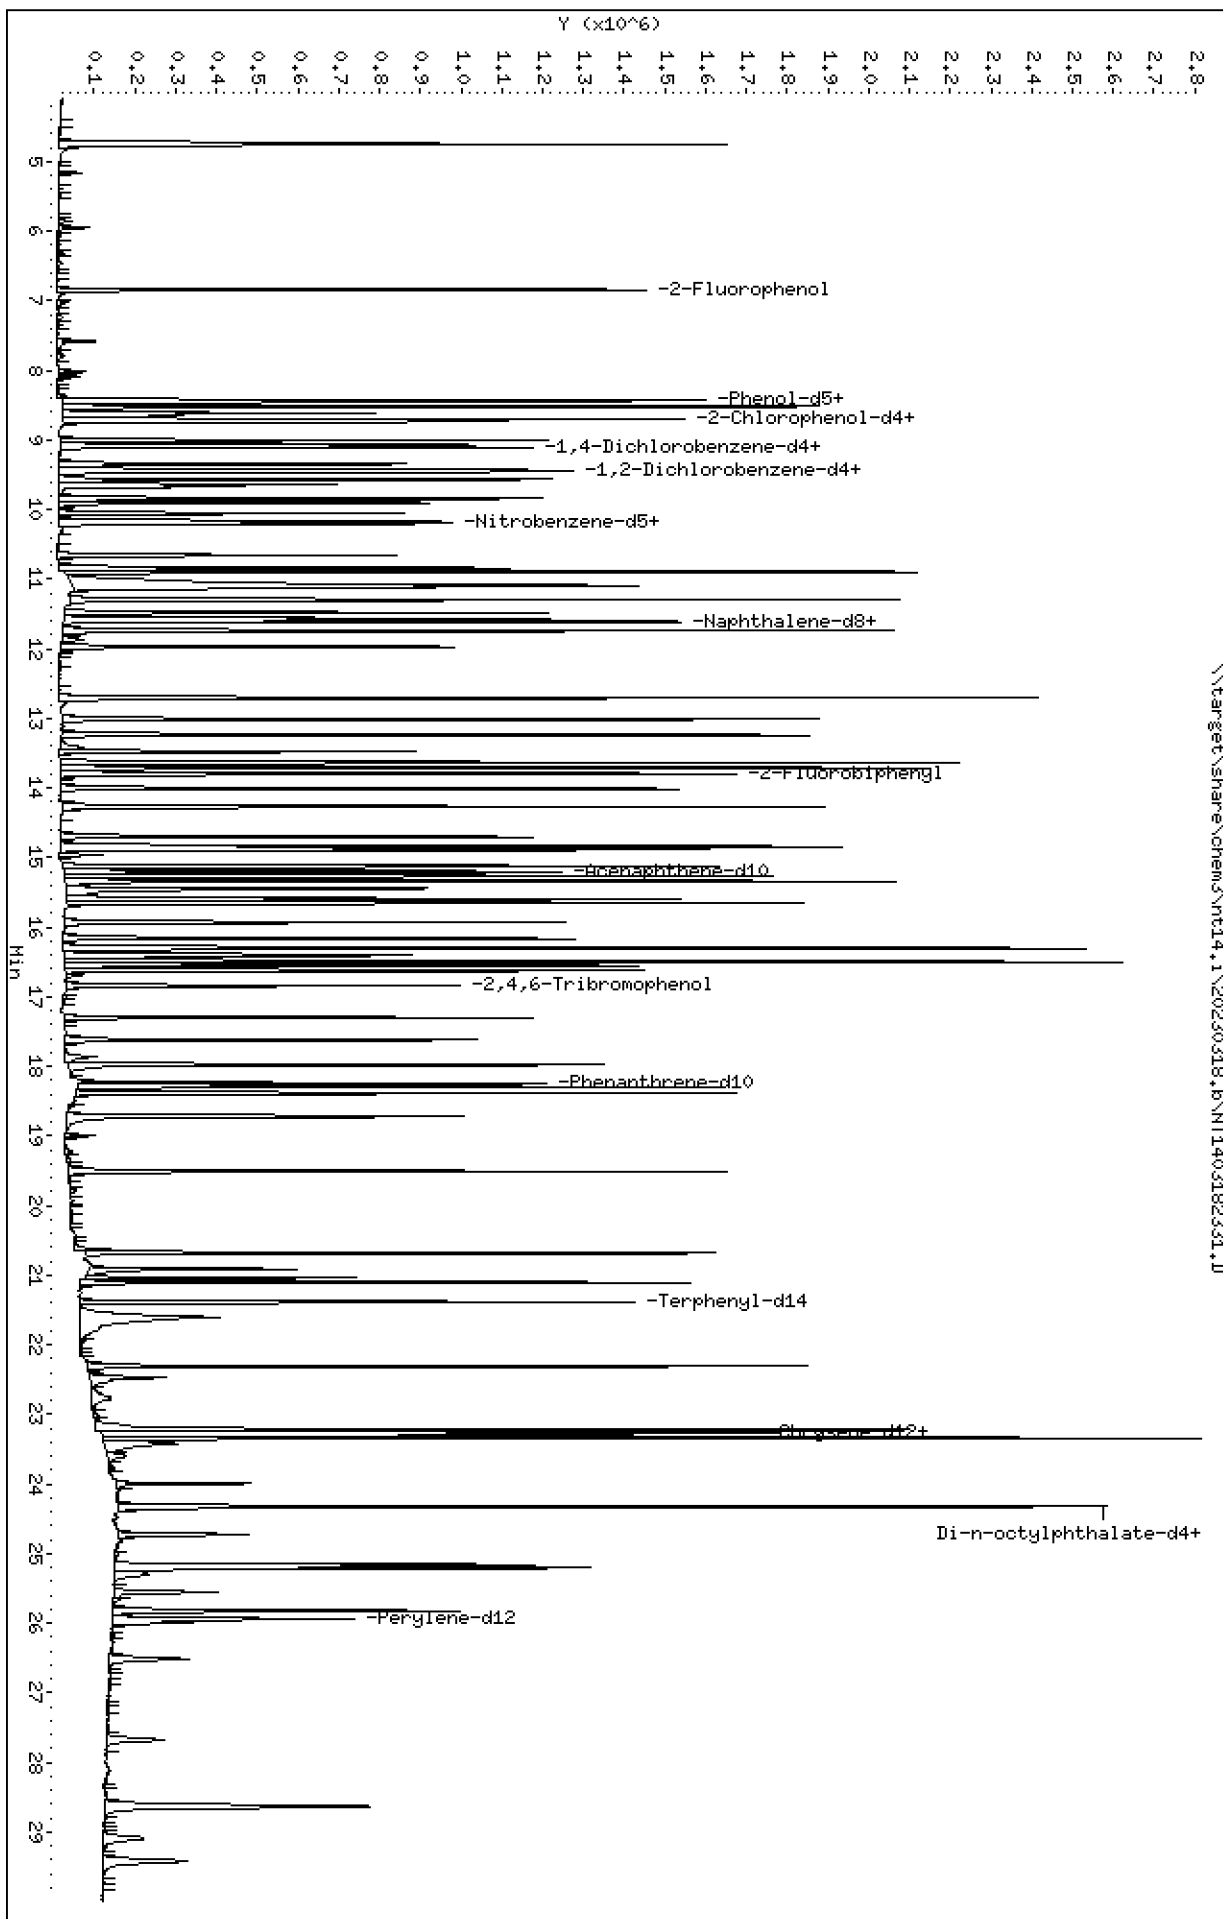 \\target\share\chem3\nt14.i\20230318.b\NT1403182331.D
Y (x10^6)
0.1
0.2
0.3
0.4
0.5
0.6
0.7
0.8
0.9
1.0
1.1
1.2
1.3
1.4
1.5
1.6
1.7
1.8
1.9
2.0
2.1
2.2
2.3
2.4
2.5
2.6
2.7
2.8
-2-Fluorophenol
-Phenol-d5+
-2-Chlorophenol-d4+
-1,4-Dichlorobenzene-d4+
-1,2-Dichlorobenzene-d4+
-Nitrobenzene-d5+
-Naphthalene-d8+
-2-Fluorobiphenyl
-Acenaphthene-d10
-2,4,6-Tribromophenol
-Phenanthrene-d10
-Terphenyl-d14
Chrysene-d12+
Di-n-octylphthalate-d4+
-Perylene-d12
5
6
7
8
9
10
11
12
13
14
15
16
17
18
19
20
21
22
23
24
25
26
27
28
29
Min